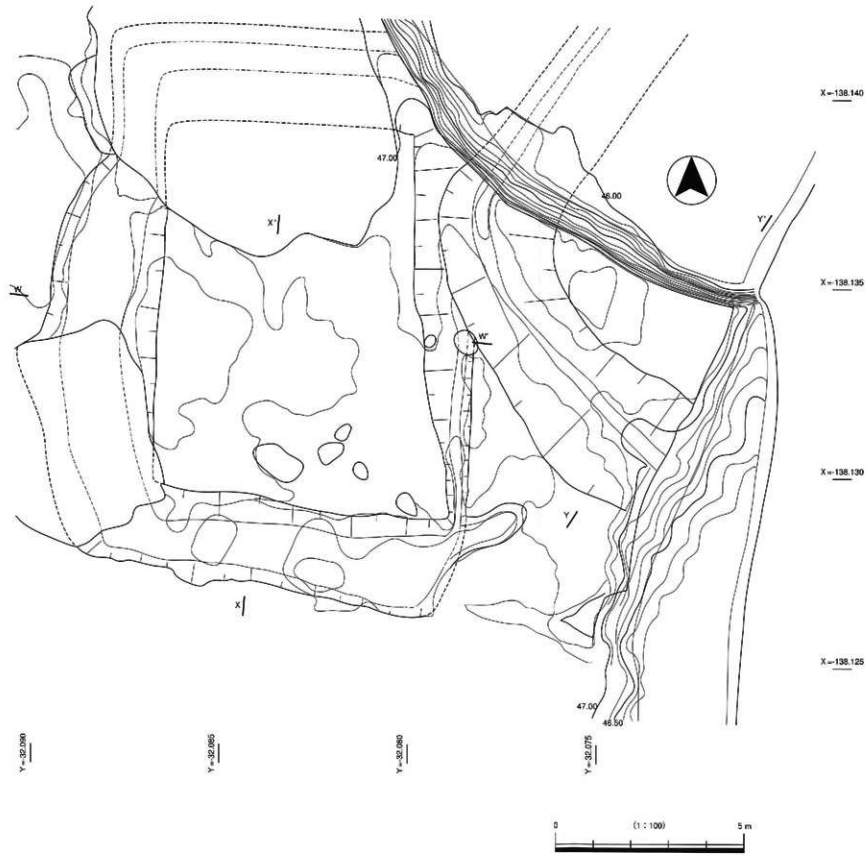 X=-138.140
47.00
46.00
X'
Y'
X=-138.135
W
W'
X=-138.130
Y
X
X=-138.125
47.00
46.50
Y=-32.090
Y=-32.085
Y=-32.080
Y=-32.075
0
(1：100)
5 m